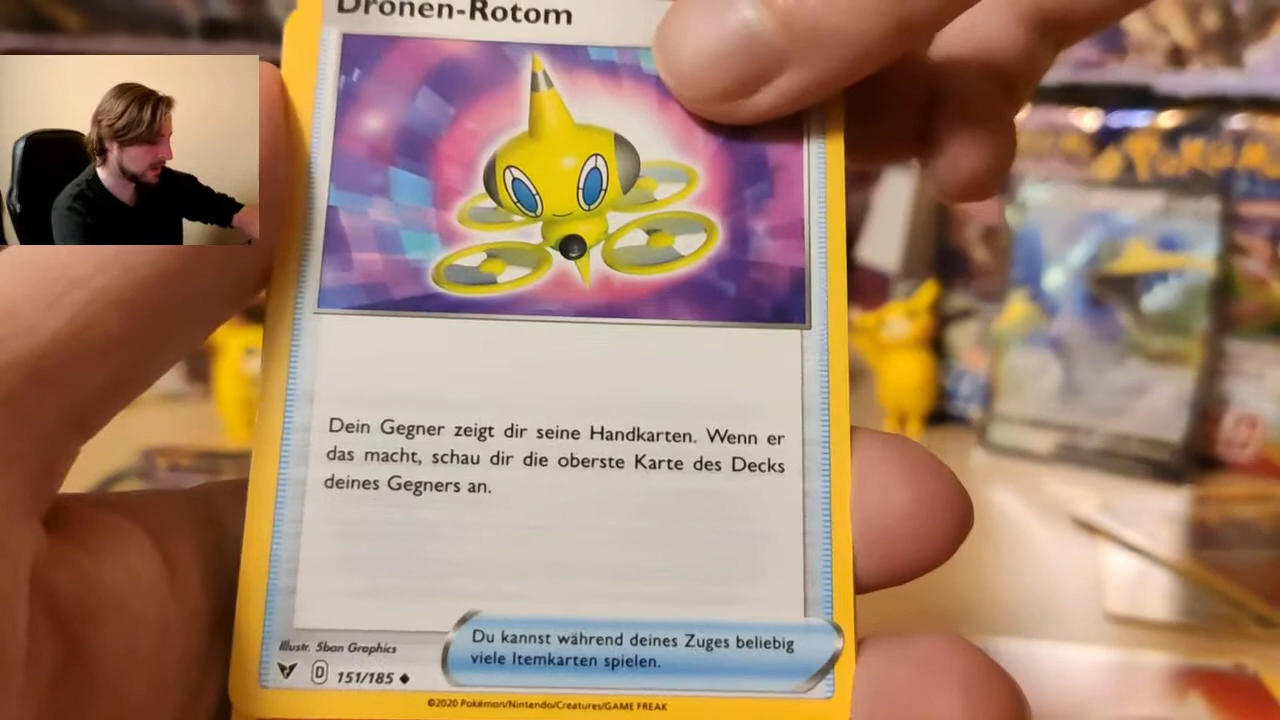 Dronen-Rotom
POKÉMON
Dein Gegner zeigt dir seine Handkarten. Wenn er
das macht, schau dir die oberste Karte des Decks
deines Gegners an.
Du kannst während deines Zuges beliebig
viele Itemkarten spielen.
Illustr. 5ban Graphics
D 151/185
©2020 Pokémon/Nintendo/Creatures/GAME FREAK